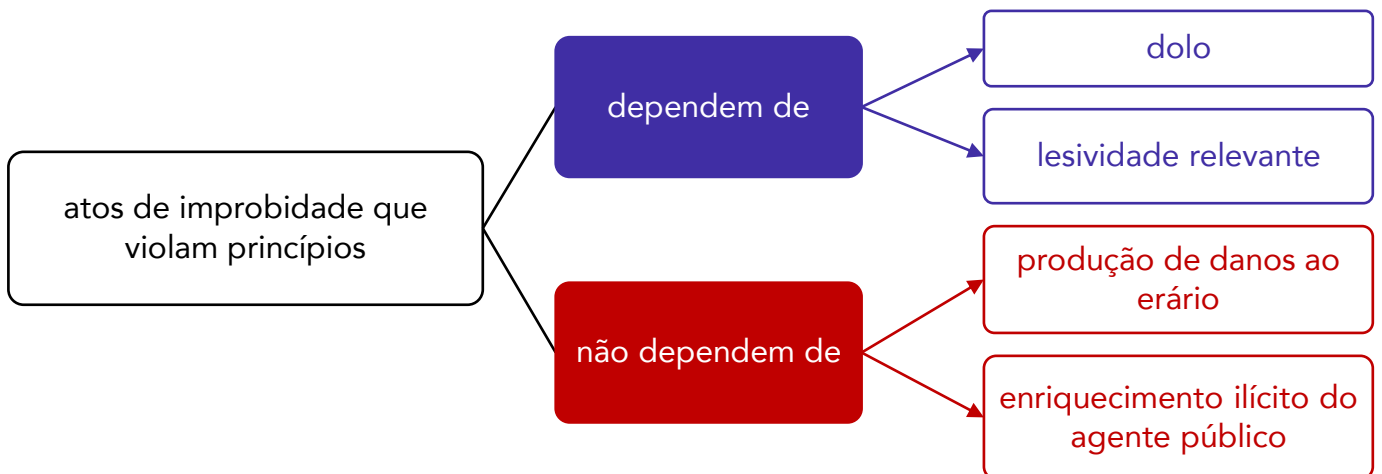 atos de improbidade que
violam princípios
dependem de
dolo
lesividade relevante
não dependem de
produção de danos ao
erário
enriquecimento ilícito do
agente público